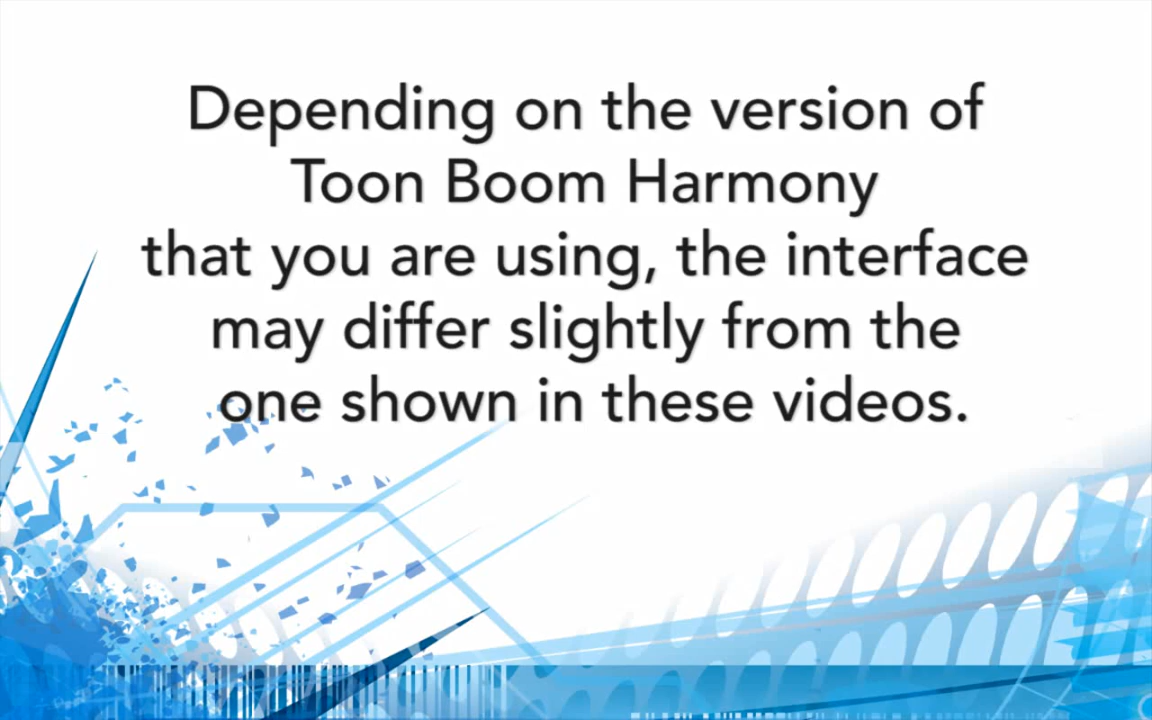 Depending on the version of
Toon Boom Harmony
that you are using, the interface
may differ slightly from the
one shown in these videos.